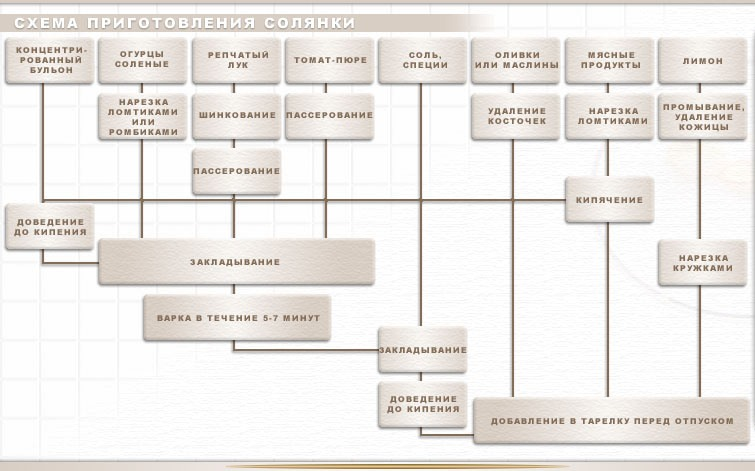 СХЕМА ПРИГОТОВЛЕНИЯ СОЛЯНКИ
КОНЦЕНТРИ-
РОВАННЫЙ
БУЛЬОН
ОГУРЦЫ
СОЛЕНЫЕ
РЕПЧАТЫЙ
ЛУК
ТОМАТ-ПЮРЕ
СОЛЬ,
СПЕЦИИ
ОЛИВКИ
ИЛИ МАСЛИНЫ
МЯСНЫЕ
ПРОДУКТЫ
ЛИМОН
НАРЕЗКА
ЛОМТИКАМИ
ИЛИ
РОМБИКАМИ
ШИНКОВАНИЕ
ПАССЕРОВАНИЕ
УДАЛЕНИЕ
КОСТОЧЕК
НАРЕЗКА
ЛОМТИКАМИ
ПРОМЫВАНИЕ,
УДАЛЕНИЕ
КОЖИЦЫ
ПАССЕРОВАНИЕ
КИПЯЧЕНИЕ
ДОВЕДЕНИЕ
ДО КИПЕНИЯ
ЗАКЛАДЫВАНИЕ
НАРЕЗКА
КРУЖКАМИ
ВАРКА В ТЕЧЕНИЕ 5-7 МИНУТ
ЗАКЛАДЫВАНИЕ
ДОВЕДЕНИЕ
ДО КИПЕНИЯ
ДОБАВЛЕНИЕ В ТАРЕЛКУ ПЕРЕД ОТПУСКОМ